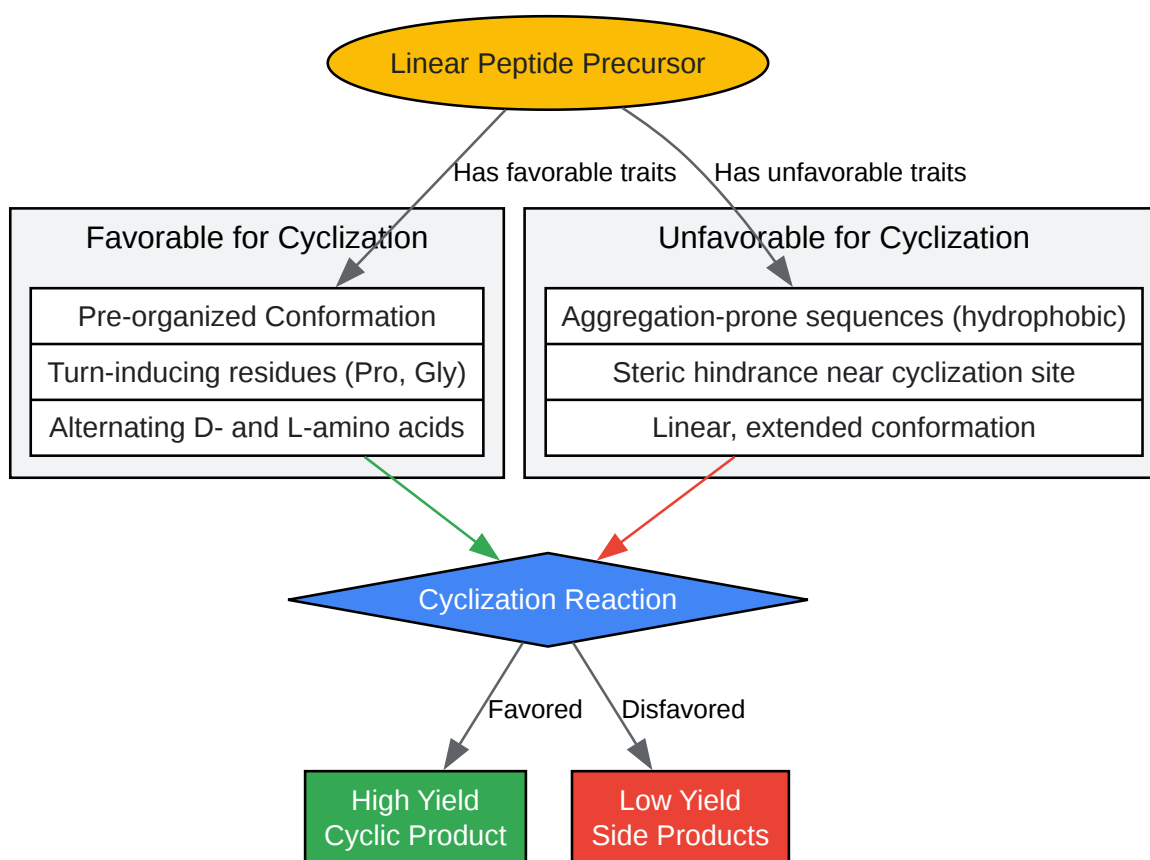 Linear Peptide Precursor
Has favorable traits
Has unfavorable traits
Favorable for Cyclization
Pre-organized Conformation
Turn-inducing residues (Pro, Gly)
Alternating D- and L-amino acids
Unfavorable for Cyclization
Aggregation-prone sequences (hydrophobic)
Steric hindrance near cyclization site
Linear, extended conformation
Cyclization Reaction
Favored
Disfavored
High Yield
Cyclic Product
Low Yield
Side Products